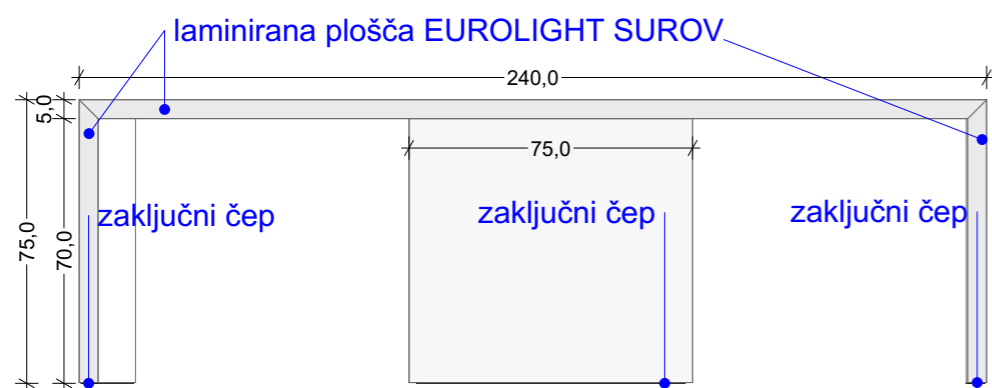 laminirana plošča EUROLIGHT SUROV
240,0
5,0
75,0
zaključni čep
zaključni čep
zaključni čep
75,0
70,0